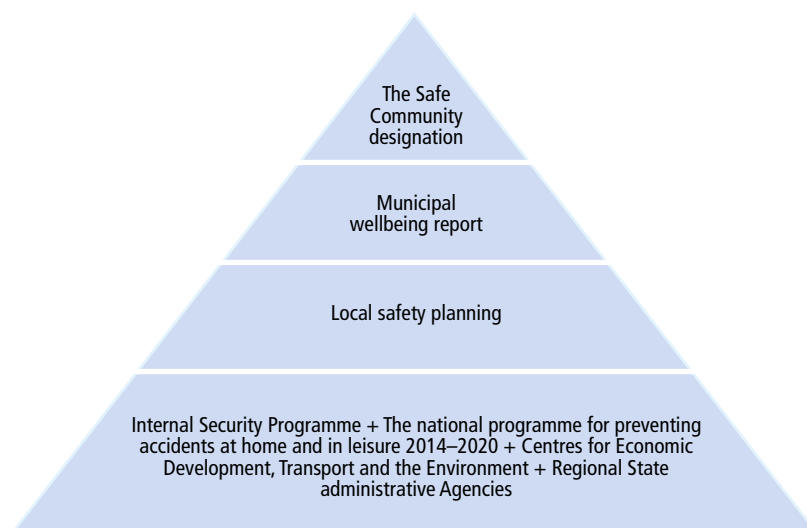 The Safe
Community
designation
Municipal
wellbeing report
Local safety planning
Internal Security Programme + The national programme for preventing
accidents at home and in leisure 2014–2020 + Centres for Economic
Development, Transport and the Environment + Regional State
administrative Agencies